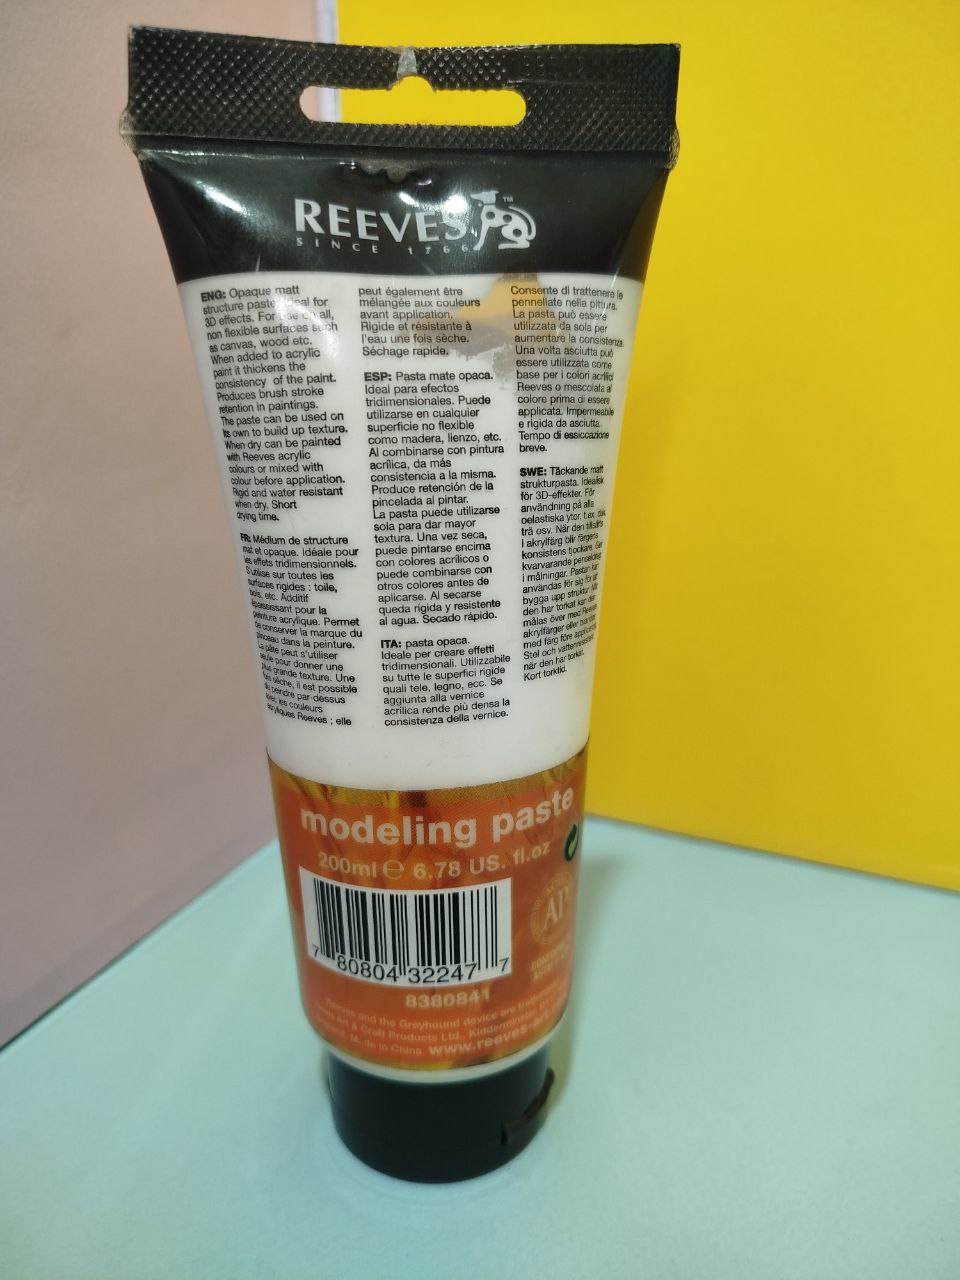 REEVES™
SINCE 1766
ENG: Opaque matt
structure paste. Ideal for
3D effects. For use on all,
non flexible surfaces such
as canvas, wood etc.
When added to acrylic
paint it thickens the
consistency of the paint.
Produces brush stroke
retention in paintings.
The paste can be used on
its own to build up texture.
When dry can be painted
with Reeves acrylic
colours or mixed with
colour before application.
Rigid and water resistant
when dry. Short
drying time.
FR: Médium de structure
mat et opaque. Idéale pour
les effets tridimensionnels.
S'utilise sur toutes les
surfaces rigides : toile,
bois, etc. Additif
épaississant pour la
peinture acrylique. Permet
de conserver la marque du
pinceau dans la peinture.
La pâte peut s'utiliser
seule pour donner une
plus grande texture. Une
fois sèche, il est possible
de peindre par-dessus
avec les couleurs
acryliques Reeves ; elle
peut également être
mélangée aux couleurs
avant application.
Rigide et résistante à
l'eau une fois sèche.
Séchage rapide.
ESP: Pasta mate opaca.
Ideal para efectos
tridimensionales. Puede
utilizarse en cualquier
superficie no flexible
como madera, lienzo, etc.
Al combinarse con pintura
acrílica, da más
consistencia a la misma.
Produce retención de la
pincelada al pintar.
La pasta puede utilizarse
sola para dar mayor
textura. Una vez seca,
puede pintarse encima
con colores acrílicos o
puede combinarse con
otros colores antes de
aplicarse. Al secarse
queda rígida y resistente
al agua. Secado rápido.
ITA: pasta opaca.
Ideale per creare effetti
tridimensionali. Utilizzabile
su tutte le superfici rigide
quali tele, legno, ecc. Se
aggiunta alla vernice
acrilica rende più densa la
consistenza della vernice.
Consente di trattenere le
pennellate nella pittura.
La pasta può essere
utilizzata da sola per
aumentare la consistenza.
Una volta asciutta può
essere utilizzata come
base per i colori acrilici
Reeves o mescolata al
colore prima di essere
applicata. Impermeabile
e rigida da asciutta.
Tempo di essiccazione
breve.
SWE: Täckande matt
strukturpasta. Idealisk
för 3D-effekter. För
användning på alla
oelastiska ytor, t.ex. duk,
trä osv. När den tillsätts
i akrylfärg blir färgens
konsistens tjockare. Ger
kvarvarande penseldrag
i målningar. Pastan kan
användas för sig för att
bygga upp struktur. När
den har torkat kan den
målas över med Reeves
akrylfärger eller blandas
med färg före applicering.
Stel och vattenresistent
när den har torkat.
Kort torktid.
modeling paste
200ml ℮ 6.78 US. fl.oz
AP
7 80804 32247 7
8380841
Reeves and the Greyhound device are trademarks
Art & Craft Products Ltd., Kidderminster,
Made in China. www.reeves-art